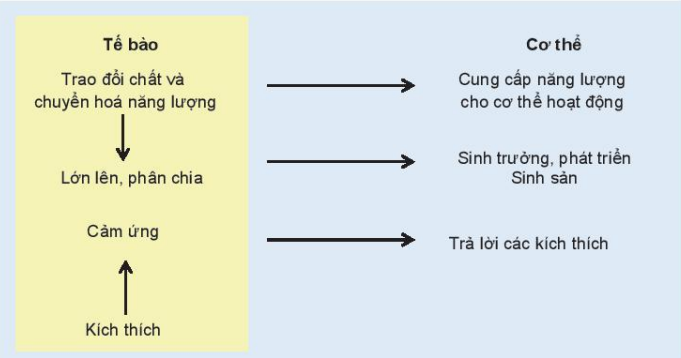 Tế bào
Trao đổi chất và
chuyển hoá năng lượng
Lớn lên, phân chia
Cảm ứng
Kích thích
Cơ thể
Cung cấp năng lượng
cho cơ thể hoạt động
Sinh trưởng, phát triển
Sinh sản
Trả lời các kích thích